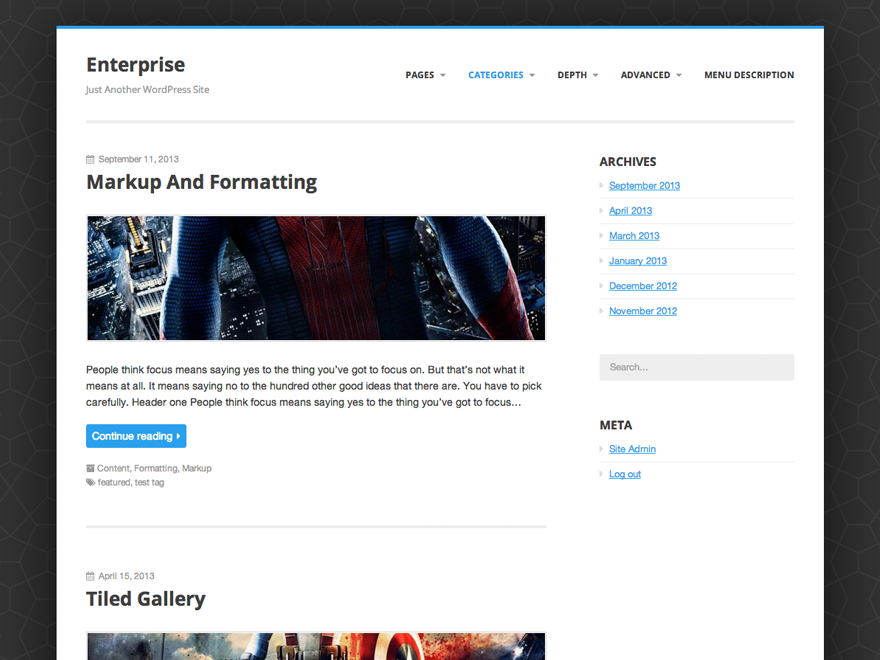 Enterprise
Just Another WordPress Site
PAGES CATEGORIES DEPTH ADVANCED MENU DESCRIPTION
September 11, 2013
Markup And Formatting
People think focus means saying yes to the thing you’ve got to focus on. But that’s not what it
means at all. It means saying no to the hundred other good ideas that there are. You have to pick
carefully. Header one People think focus means saying yes to the thing you’ve got to focus…
Continue reading
Content, Formatting, Markup
featured, test tag
April 15, 2013
Tiled Gallery
ARCHIVES
September 2013
April 2013
March 2013
January 2013
December 2012
November 2012
Search...
META
Site Admin
Log out